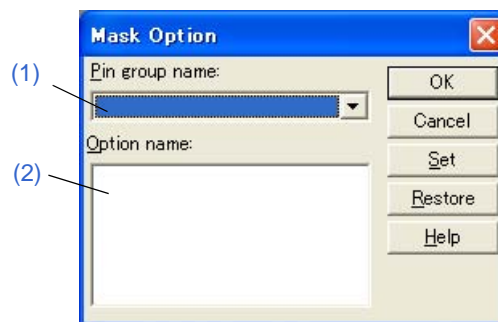 Mask Option
(1)
Pin group name:
OK
Cancel
Option name:
(2)
Set
Restore
Help